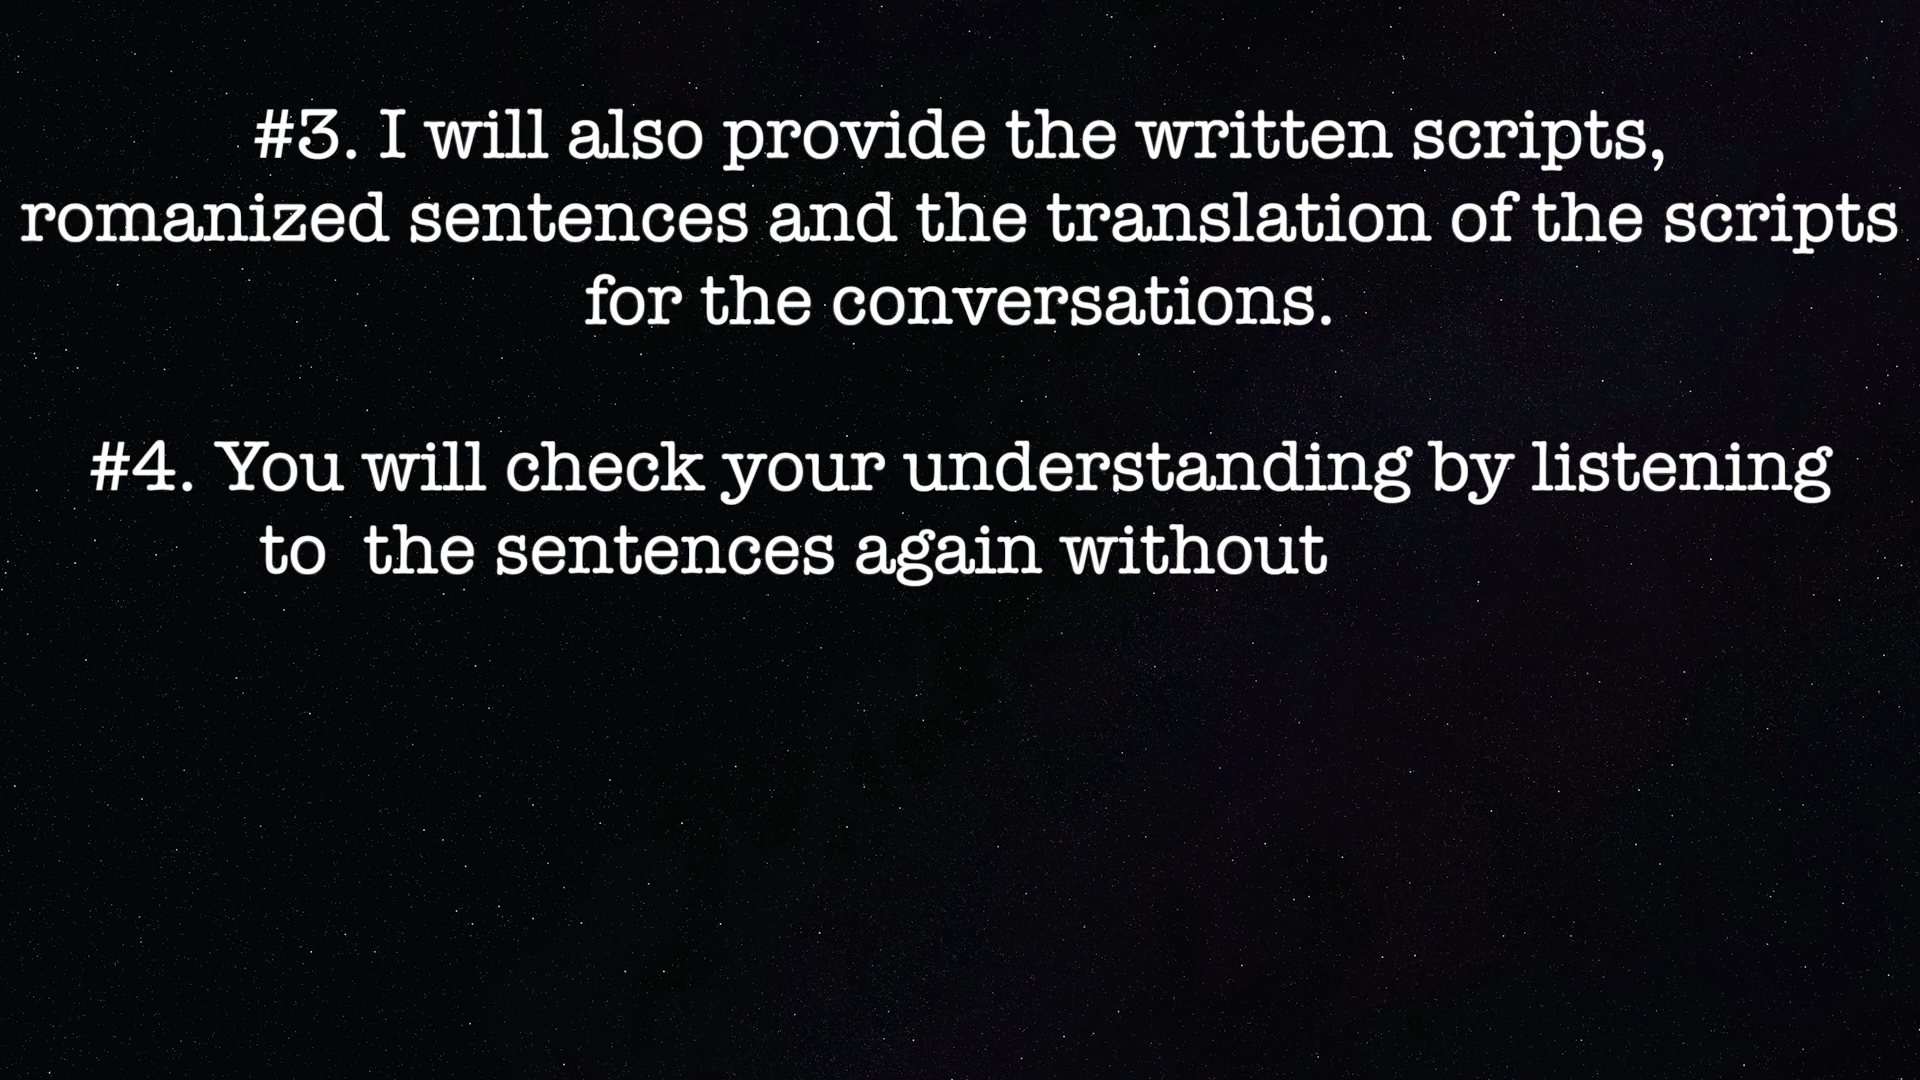 #3. I will also provide the written scripts,
romanized sentences and the translation of the scripts
for the conversations.
#4. You will check your understanding by listening
to  the sentences again without